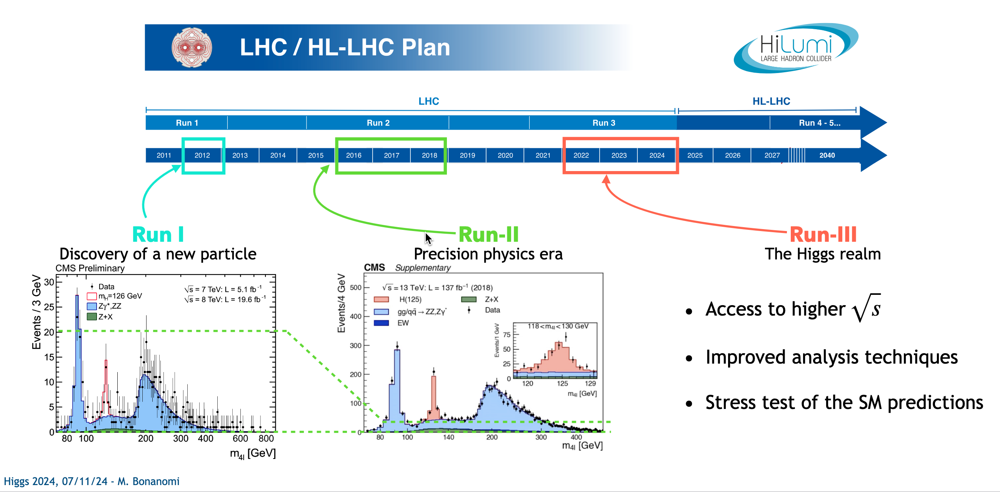 LHC / HL-LHC Plan
HiLumi
LARGE HADRON COLLIDER
LHC
HL-LHC
Run 1
Run 2
Run 3
Run 4 - 5...
2011 2012 2013 2014 2015 2016 2017 2018 2019 2020 2021 2022 2023 2024 2025 2026 2027 2040
Run I
Discovery of a new particle
CMS Preliminary
Events / 3 GeV
30
25
20
15
10
5
0
Data
m_H=126 GeV
Zγ*,ZZ
Z+X
√s = 7 TeV: L = 5.1 fb⁻¹
√s = 8 TeV: L = 19.6 fb⁻¹
80 100 200 300 400 600 800
m_4l [GeV]
Run-II
Precision physics era
CMS Supplementary
Events/4 GeV
500
400
300
200
100
0
√s = 13 TeV: L = 137 fb⁻¹ (2018)
H(125)
gg/qq̄ → ZZ,Zγ*
EW
Z+X
Data
118<m_4l<130 GeV
Events/1 GeV
75
50
25
0
120 125 129
m_4l [GeV]
80 100 140 200 300 400
m_4l [GeV]
Run-III
The Higgs realm
• Access to higher √s
• Improved analysis techniques
• Stress test of the SM predictions
Higgs 2024, 07/11/24 - M. Bonanomi